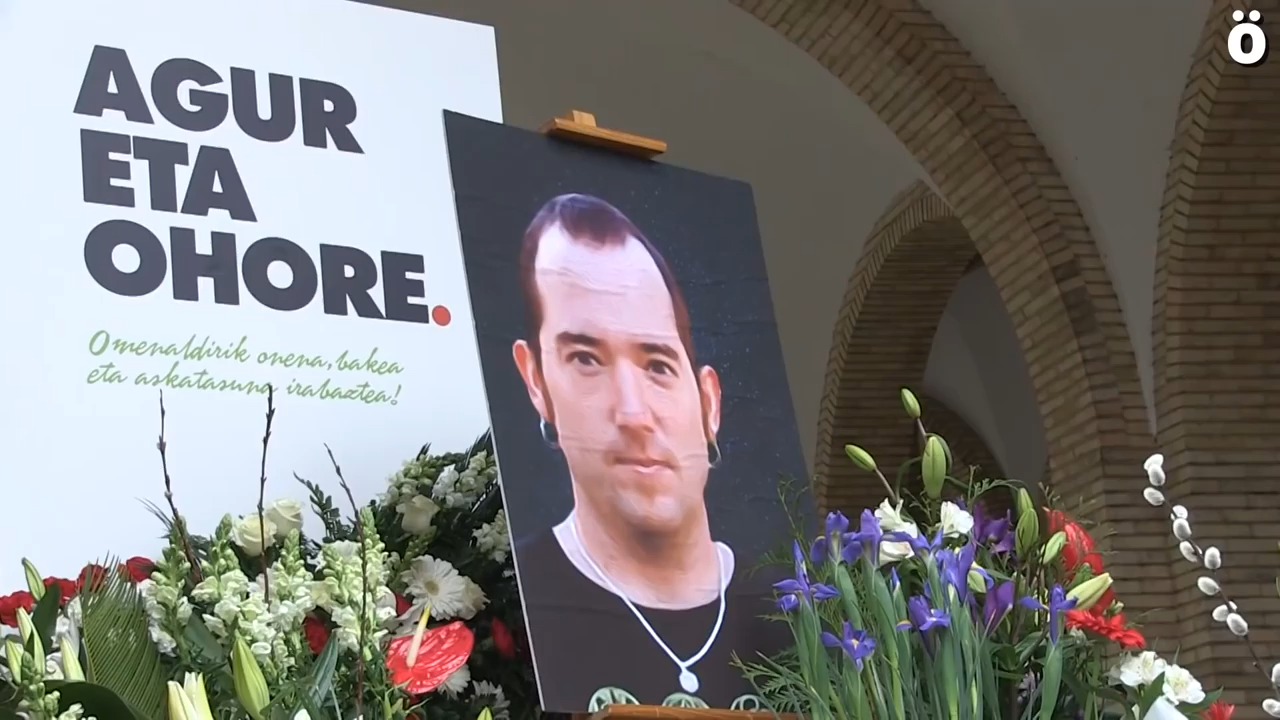 AGUR
ETA
OHORE.
Omenaldirik onena, bakea
eta askatasuna irabaztea!
ö